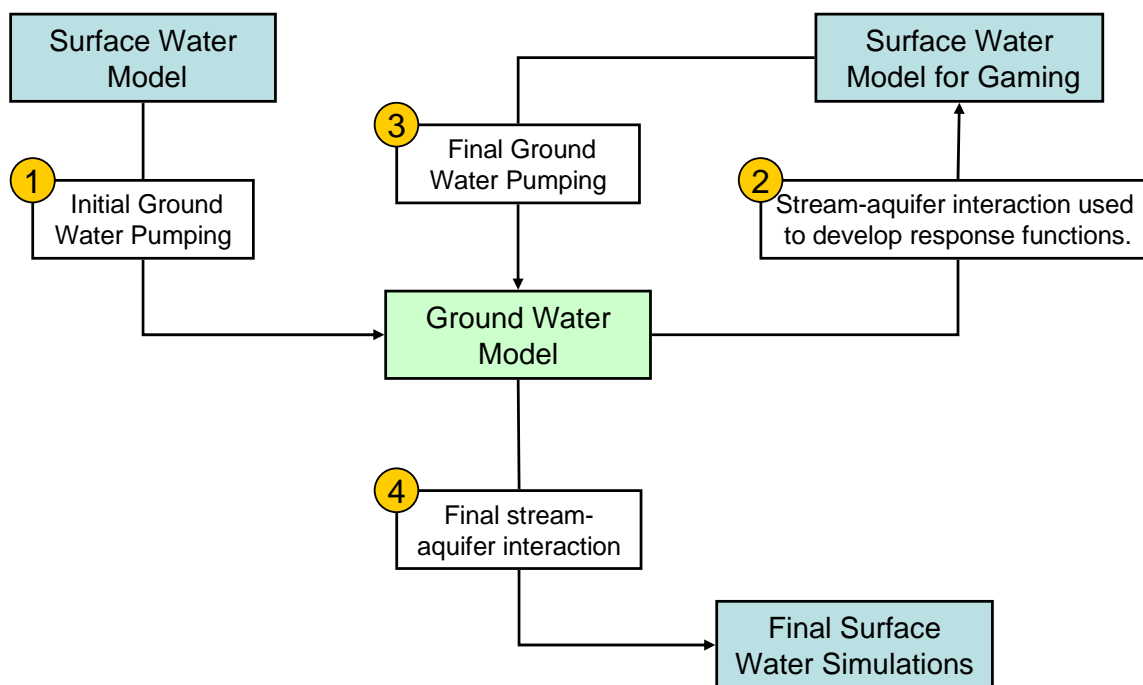 Surface Water
Model
Surface Water
Model for Gaming
3
Final Ground
Water Pumping
1
Initial Ground
Water Pumping
2
Stream-aquifer interaction used
to develop response functions.
Ground Water
Model
4
Final stream-
aquifer interaction
Final Surface
Water Simulations